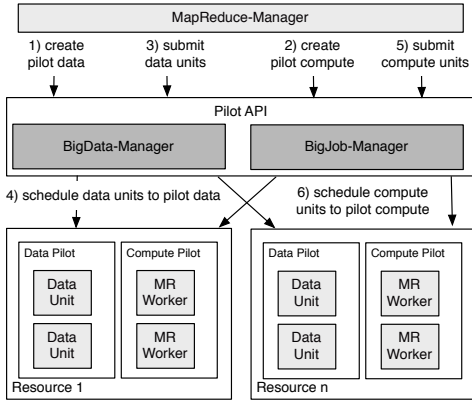 MapReduce-Manager
1) create pilot data
3) submit data units
2) create pilot compute
5) submit compute units
Pilot API
BigData-Manager
BigJob-Manager
4) schedule data units to pilot data
6) schedule compute units to pilot compute
Data Pilot
Data Unit
Data Unit
Compute Pilot
MR Worker
MR Worker
Resource 1
Data Pilot
Data Unit
Data Unit
Compute Pilot
MR Worker
MR Worker
Resource n